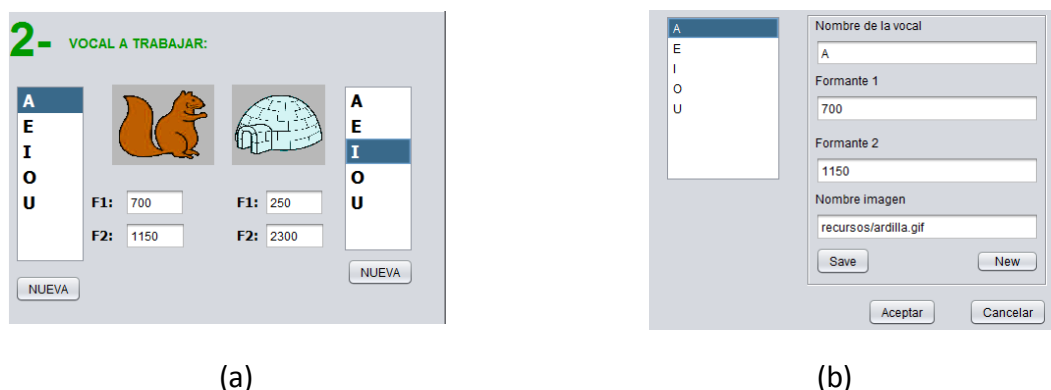 2- VOCAL A TRABAJAR:
A
E
I
O
U
F1: 700
F2: 1150
NUEVA
F1: 250
F2: 2300
A
E
I
O
U
NUEVA
(a)
A
E
I
O
U
Nombre de la vocal
A
Formante 1
700
Formante 2
1150
Nombre imagen
recursos/ardilla.gif
Save New
Aceptar Cancelar
(b)